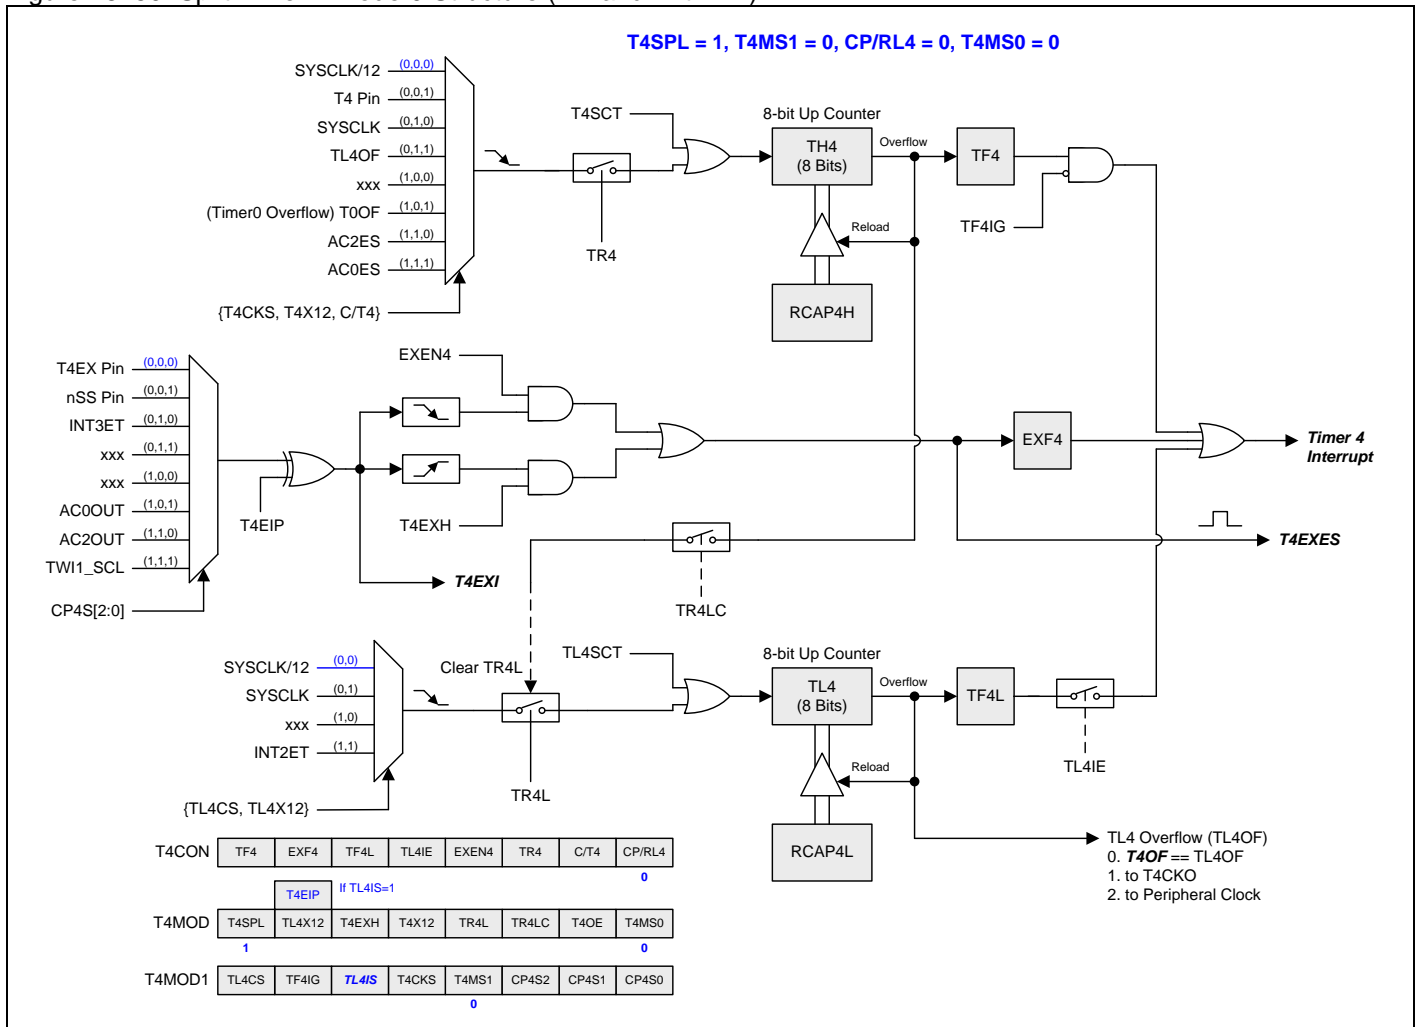 T4SPL = 1, T4MS1 = 0, CP/RL4 = 0, T4MS0 = 0
SYSCLK/12 (0,0,0)
T4 Pin (0,0,1)
SYSCLK (0,1,0)
TL4OF (0,1,1)
xxx (1,0,0)
(Timer0 Overflow) T0OF (1,0,1)
AC2ES (1,1,0)
AC0ES (1,1,1)
{T4CKS, T4X12, C/T4}
TR4
T4SCT
8-bit Up Counter
TH4
(8 Bits)
Overflow
Reload
RCAP4H
TF4
TF4IG
T4EX Pin (0,0,0)
nSS Pin (0,0,1)
INT3ET (0,1,0)
xxx (0,1,1)
xxx (1,0,0)
AC0OUT (1,0,1)
AC2OUT (1,1,0)
TWI1_SCL (1,1,1)
CP4S[2:0]
T4EIP
EXEN4
T4EXH
T4EXI
EXF4
Timer 4
Interrupt
T4EXES
TR4LC
SYSCLK/12 (0,0)
SYSCLK (0,1)
xxx (1,0)
INT2ET (1,1)
{TL4CS, TL4X12}
Clear TR4L
TR4L
TL4SCT
8-bit Up Counter
TL4
(8 Bits)
Overflow
Reload
RCAP4L
TF4L
TL4IE
TL4 Overflow (TL4OF)
0. T4OF == TL4OF
1. to T4CKO
2. to Peripheral Clock
T4CON TF4 EXF4 TF4L TL4IE EXEN4 TR4 C/T4 CP/RL4
0
T4EIP If TL4IS=1
T4MOD T4SPL TL4X12 T4EXH T4X12 TR4L TR4LC T4OE T4MS0
1 0
T4MOD1 TL4CS TF4IG TL4IS T4CKS T4MS1 CP4S2 CP4S1 CP4S0
0